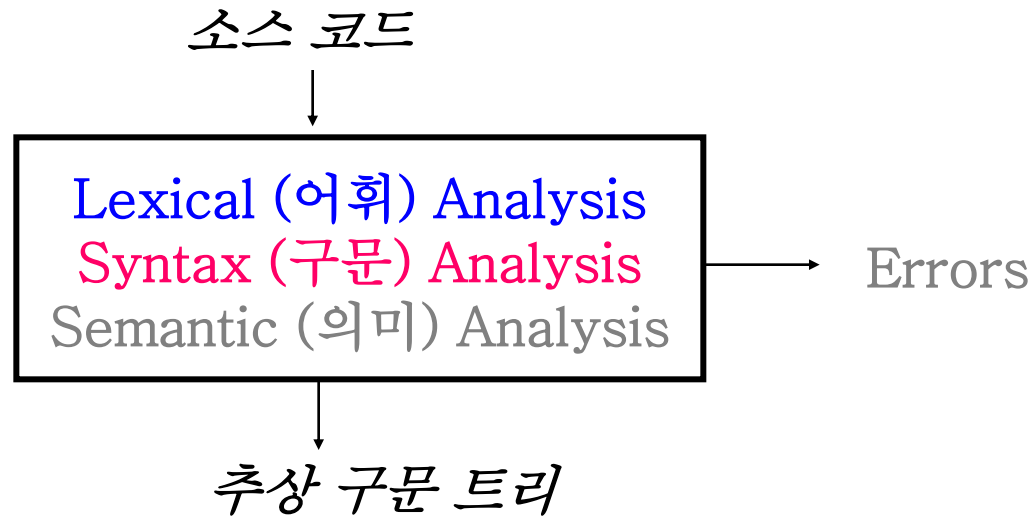 소스 코드
Lexical (어휘) Analysis
Syntax (구문) Analysis
Semantic (의미) Analysis
Errors
추상 구문 트리